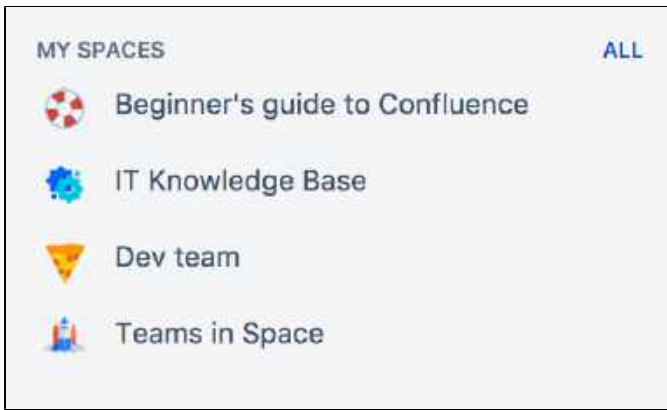 MY SPACES ALL
Beginner's guide to Confluence
IT Knowledge Base
Dev team
Teams in Space